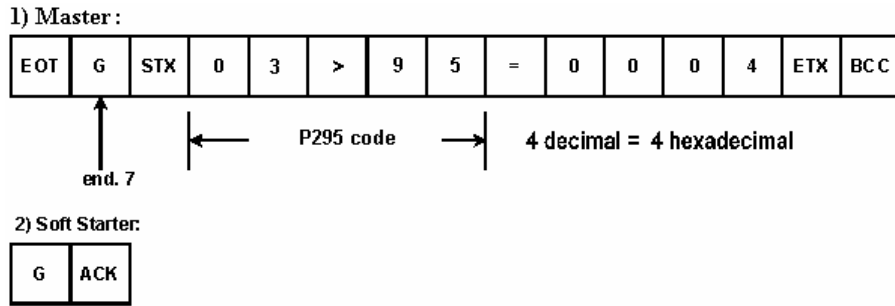 1) Master :
EOT G STX 0 3 > 9 5 = 0 0 0 4 ETX BCC
P295 code 4 decimal = 4 hexadecimal
end. 7
2) Soft Starter:
G ACK